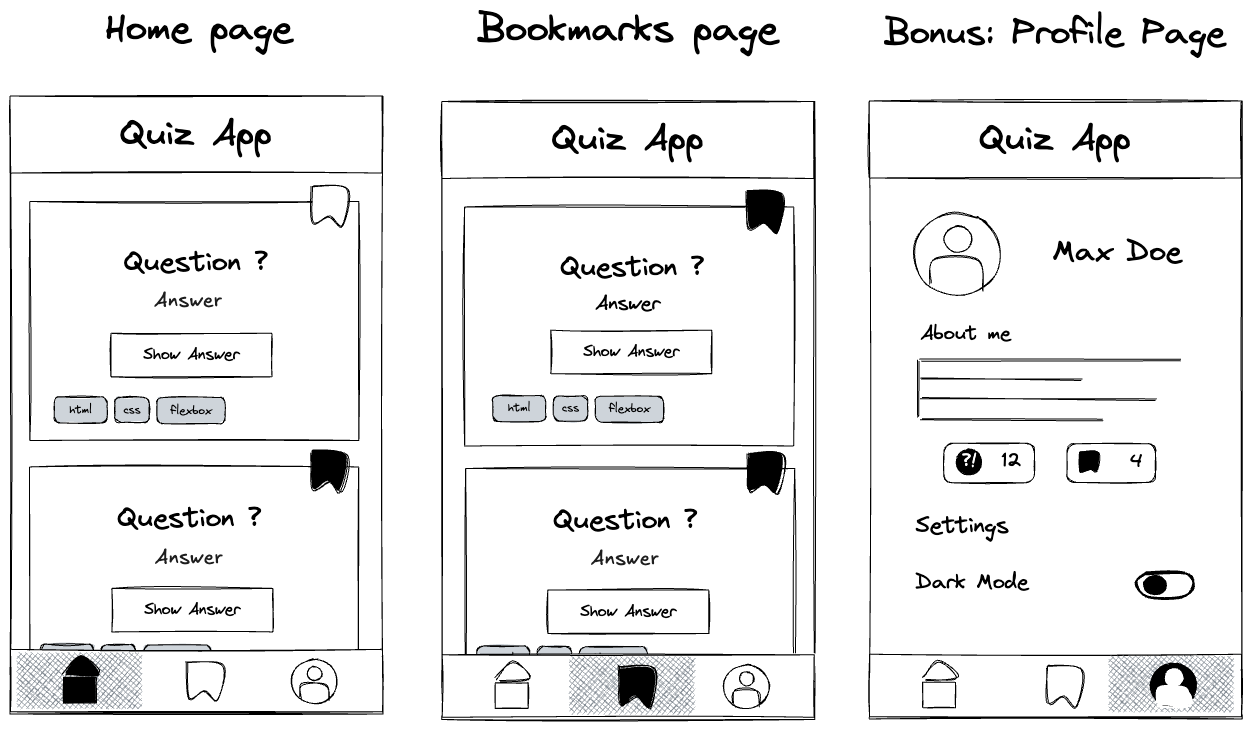 Home page
Quiz App
Question ?
Answer
Show Answer
html css flexbox
Question ?
Answer
Show Answer
Bookmarks page
Quiz App
Question ?
Answer
Show Answer
html css flexbox
Question ?
Answer
Show Answer
Bonus: Profile Page
Quiz App
Max Doe
About me
?! 12 4
Settings
Dark Mode